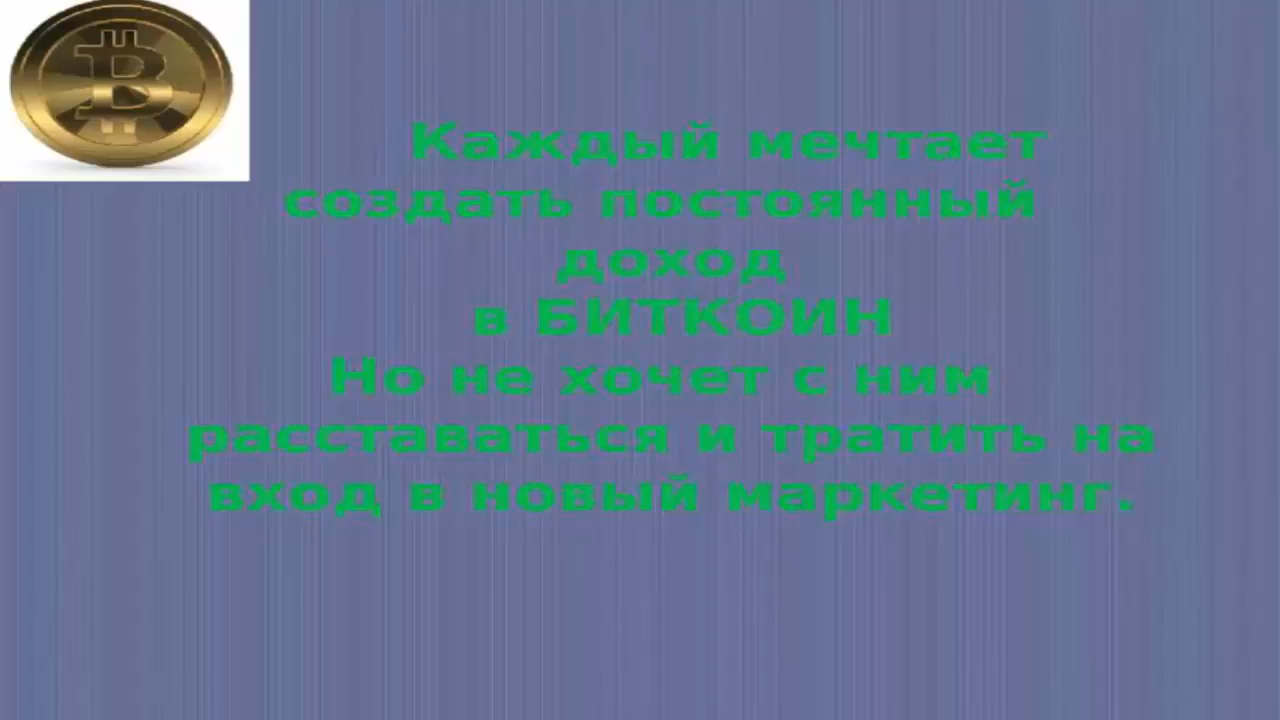 Каждый мечтает
создать постоянный
доход
в БИТКОИН
Но не хочет с ним
расставаться и тратить на
вход в новый маркетинг.